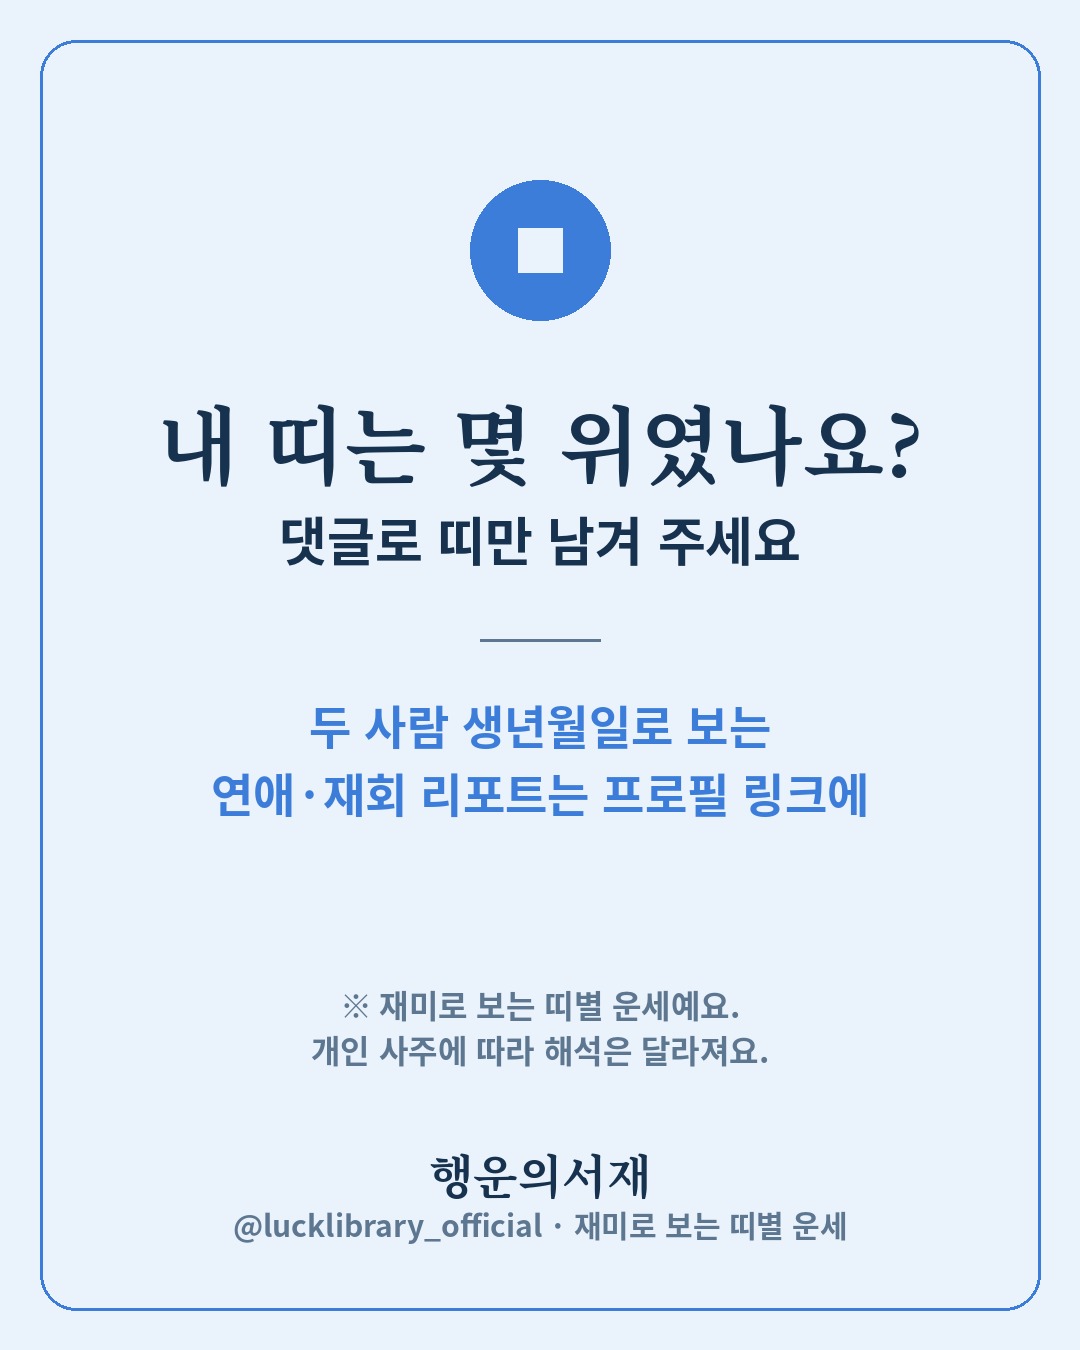 내 띠는 몇 위였나요?
댓글로 띠만 남겨 주세요
두 사람 생년월일로 보는
연애·재회 리포트는 프로필 링크에
※ 재미로 보는 띠별 운세예요.
개인 사주에 따라 해석은 달라져요.
행운의서재
@lucklibrary_official · 재미로 보는 띠별 운세